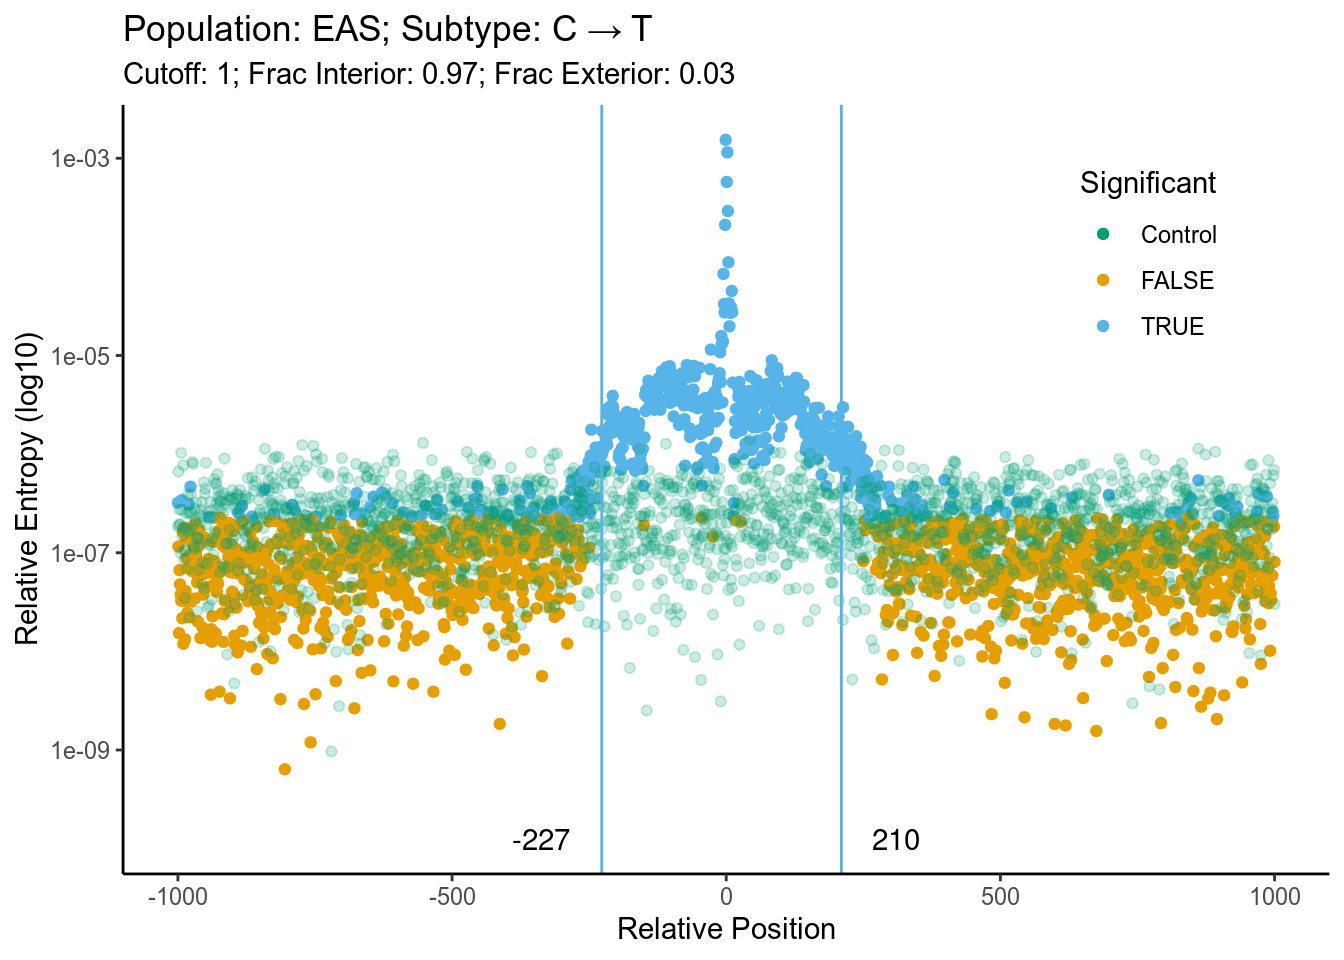 Population: EAS; Subtype: C → T
Cutoff: 1; Frac Interior: 0.97; Frac Exterior: 0.03
Relative Entropy (log10)
1e-03
1e-05
1e-07
1e-09
Significant
Control
FALSE
TRUE
-227
210
-1000
-500
0
500
1000
Relative Position